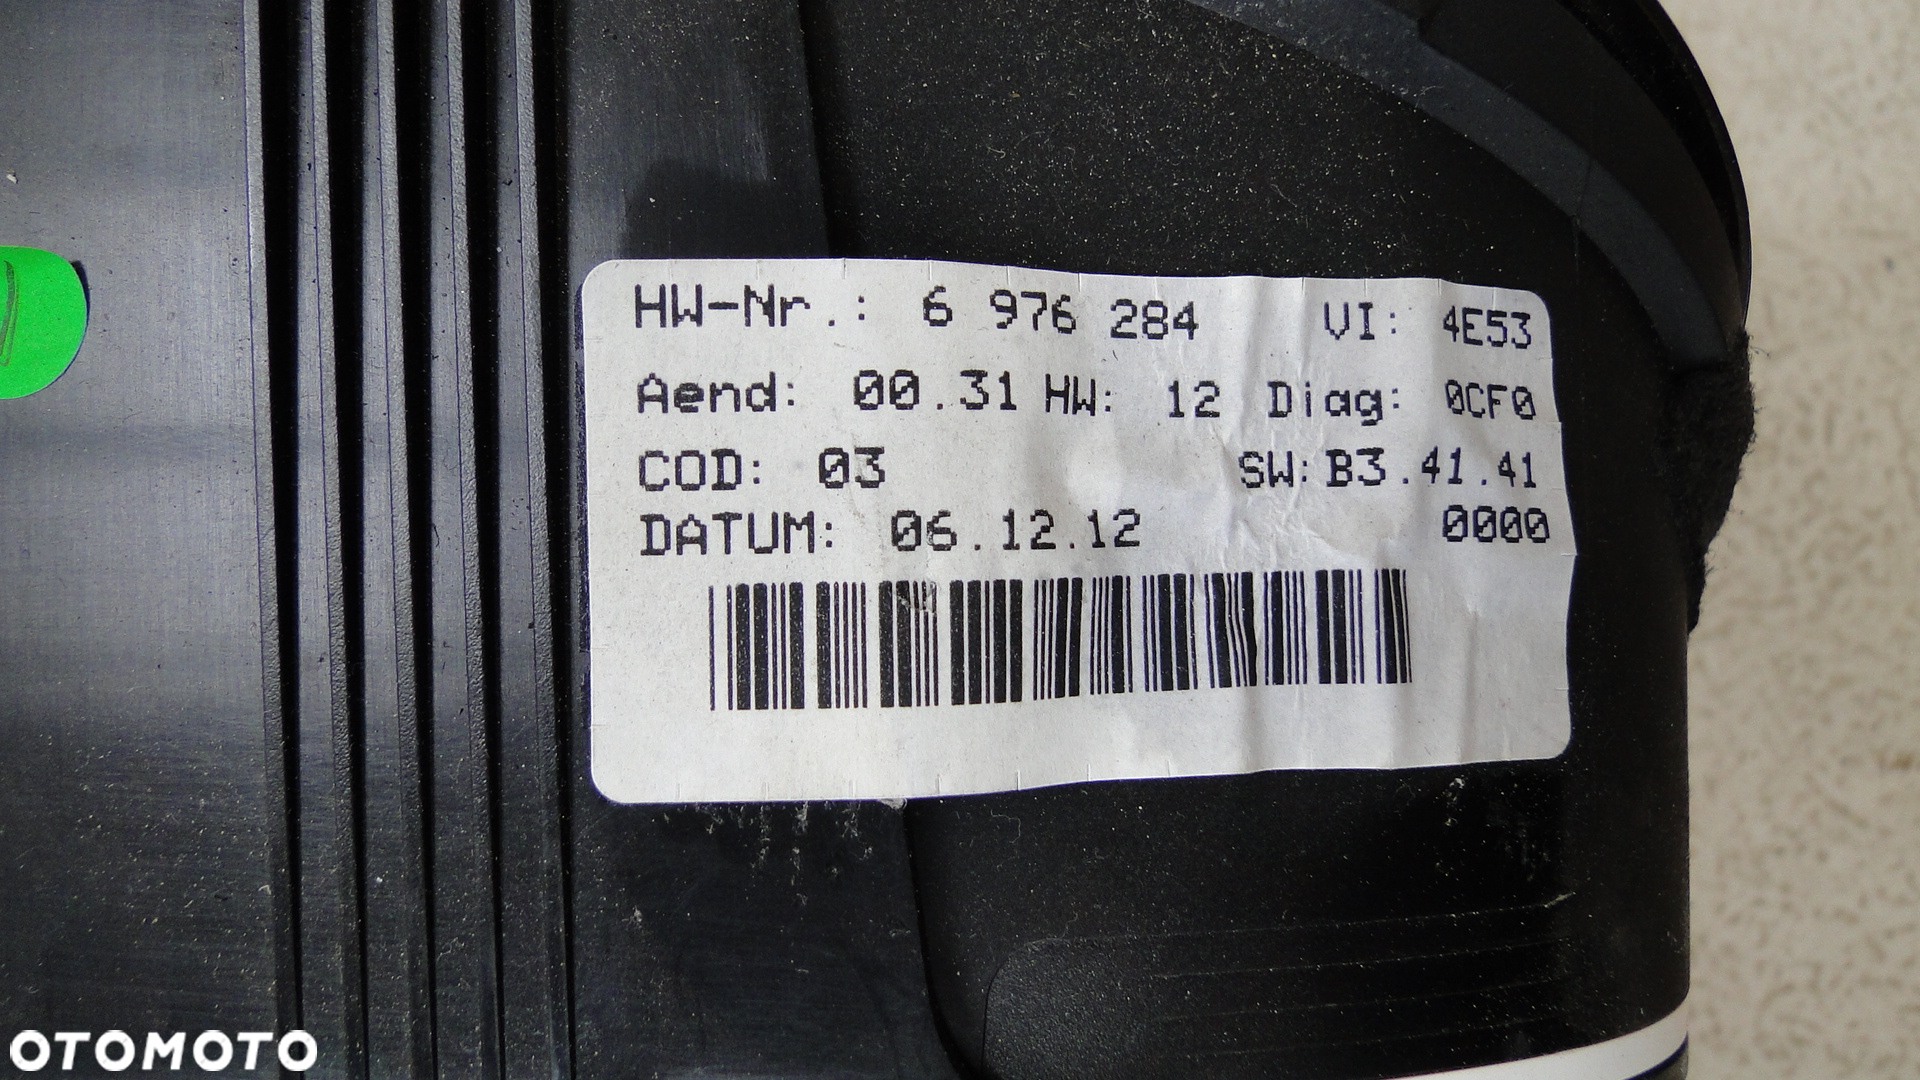 HW-Nr.: 6 976 284 VI: 4E53
Aend: 00.31 HW: 12 Diag: 0CF0
COD: 03 SW:B3.41.41
DATUM: 06.12.12 0000
OTOMOTO